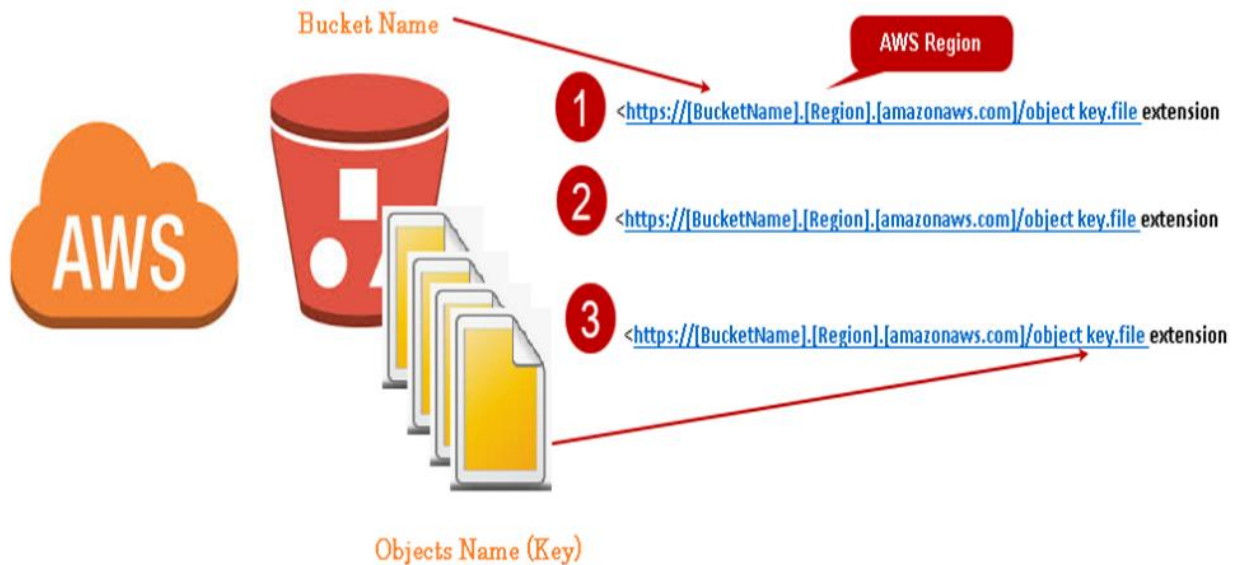 Bucket Name
AWS Region
1 <https://[BucketName].[Region].[amazonaws.com]/object key.file extension
AWS
2 <https://[BucketName].[Region].[amazonaws.com]/object key.file extension
3 <https://[BucketName].[Region].[amazonaws.com]/object key.file extension
Objects Name (Key)